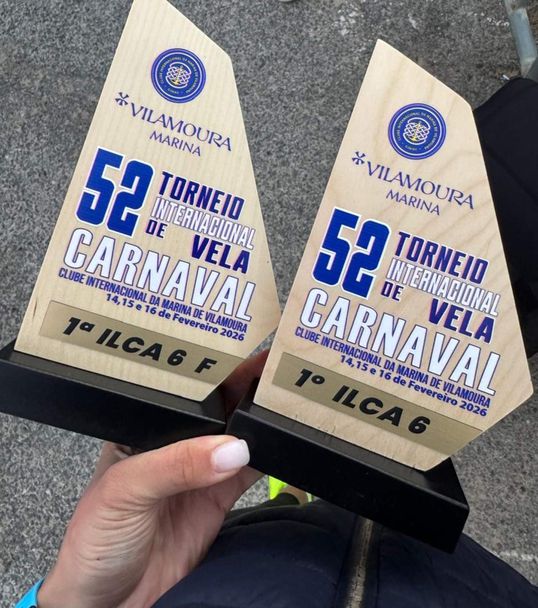 VILAMOURA
MARINA
52 TORNEIO
INTERNACIONAL
DE VELA
CARNAVAL
CLUBE INTERNACIONAL DA MARINA DE VILAMOURA
14,15 e 16 de Fevereiro 2026
1ª ILCA 6 F
VILAMOURA
MARINA
52 TORNEIO
INTERNACIONAL
DE VELA
CARNAVAL
CLUBE INTERNACIONAL DA MARINA DE VILAMOURA
14,15 e 16 de Fevereiro 2026
1º ILCA 6